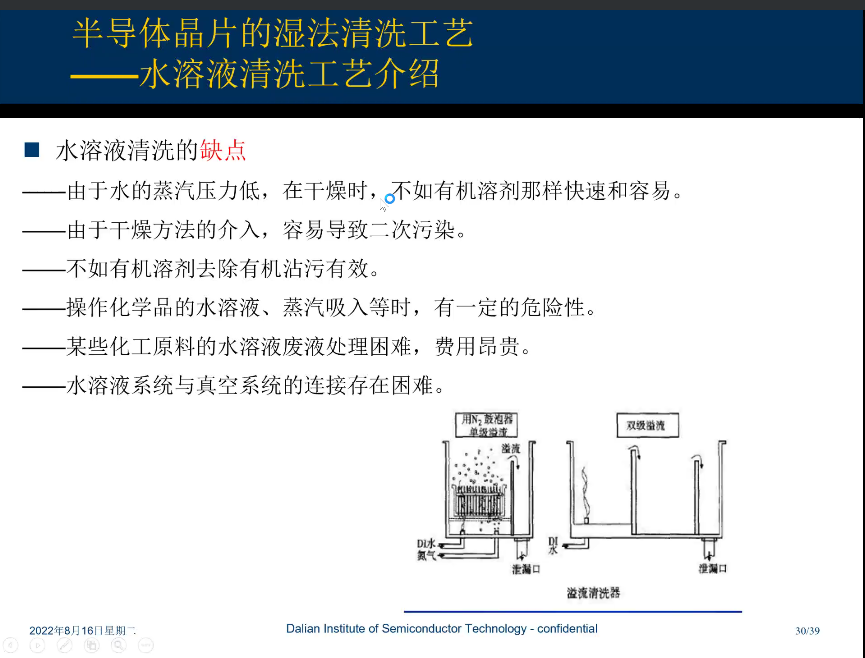 半导体晶片的湿法清洗工艺
——水溶液清洗工艺介绍
■ 水溶液清洗的缺点
——由于水的蒸汽压力低，在干燥时，不如有机溶剂那样快速和容易。
——由于干燥方法的介入，容易导致二次污染。
——不如有机溶剂去除有机沾污有效。
——操作化学品的水溶液、蒸汽吸入等时，有一定的危险性。
——某些化工原料的水溶液废液处理困难，费用昂贵。
——水溶液系统与真空系统的连接存在困难。
用N₂鼓泡器
单级溢流
双级溢流
溢流
DI水
氮气
泄漏口
DI
水
泄漏口
溢流清洗器
2022年8月16日星期二
Dalian Institute of Semiconductor Technology - confidential
30/39